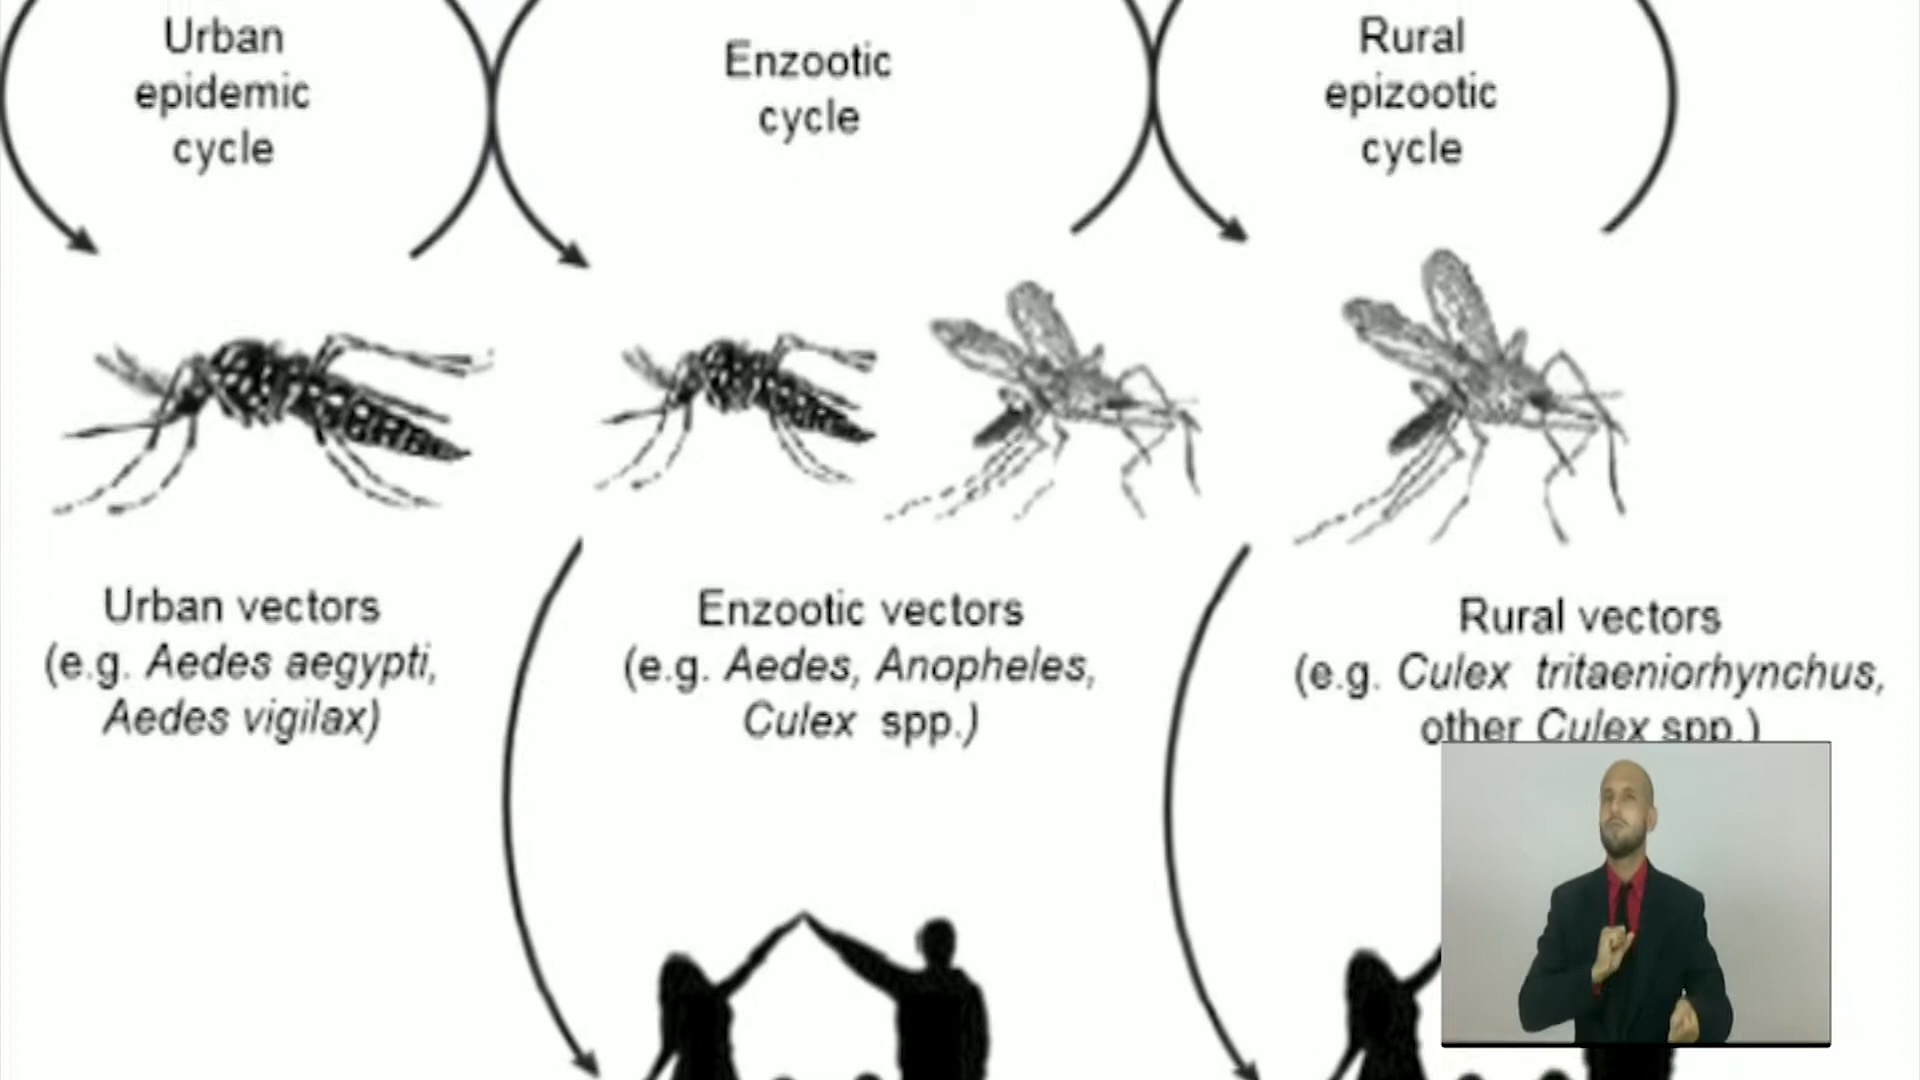 Urban
epidemic
cycle
Enzootic
cycle
Rural
epizootic
cycle
Urban vectors
(e.g. Aedes aegypti,
Aedes vigilax)
Enzootic vectors
(e.g. Aedes, Anopheles,
Culex spp.)
Rural vectors
(e.g. Culex tritaeniorhynchus,
other Culex spp.)